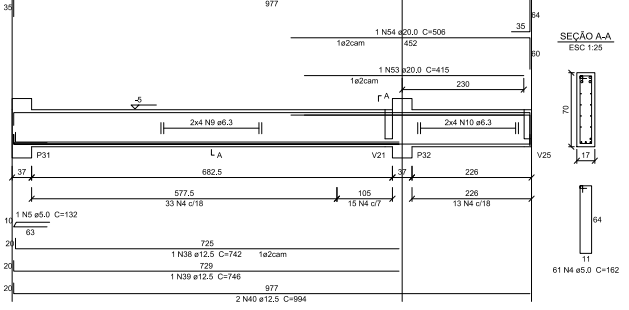 977
35
64
35
1 N54 ø20.0 C=506
1ø2cam
452
SEÇÃO A-A
ESC 1:25
60
1 N53 ø20.0 C=415
1ø2cam
230
A
-5
2x4 N9 ø6.3
2x4 N10 ø6.3
70
P31
A
V21
P32
V25
17
37
682.5
37
226
577.5
105
226
33 N4 c/18
15 N4 c/7
13 N4 c/18
1 N5 ø5.0 C=132
10
63
64
20
725
1 N38 ø12.5 C=742
1ø2cam
11
20
729
61 N4 ø5.0 C=162
1 N39 ø12.5 C=746
20
977
2 N40 ø12.5 C=994